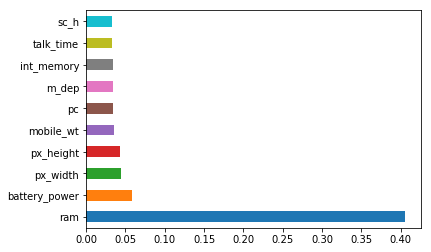 sc_h
talk_time
int_memory
m_dep
pc
mobile_wt
px_height
px_width
battery_power
ram
0.00 0.05 0.10 0.15 0.20 0.25 0.30 0.35 0.40